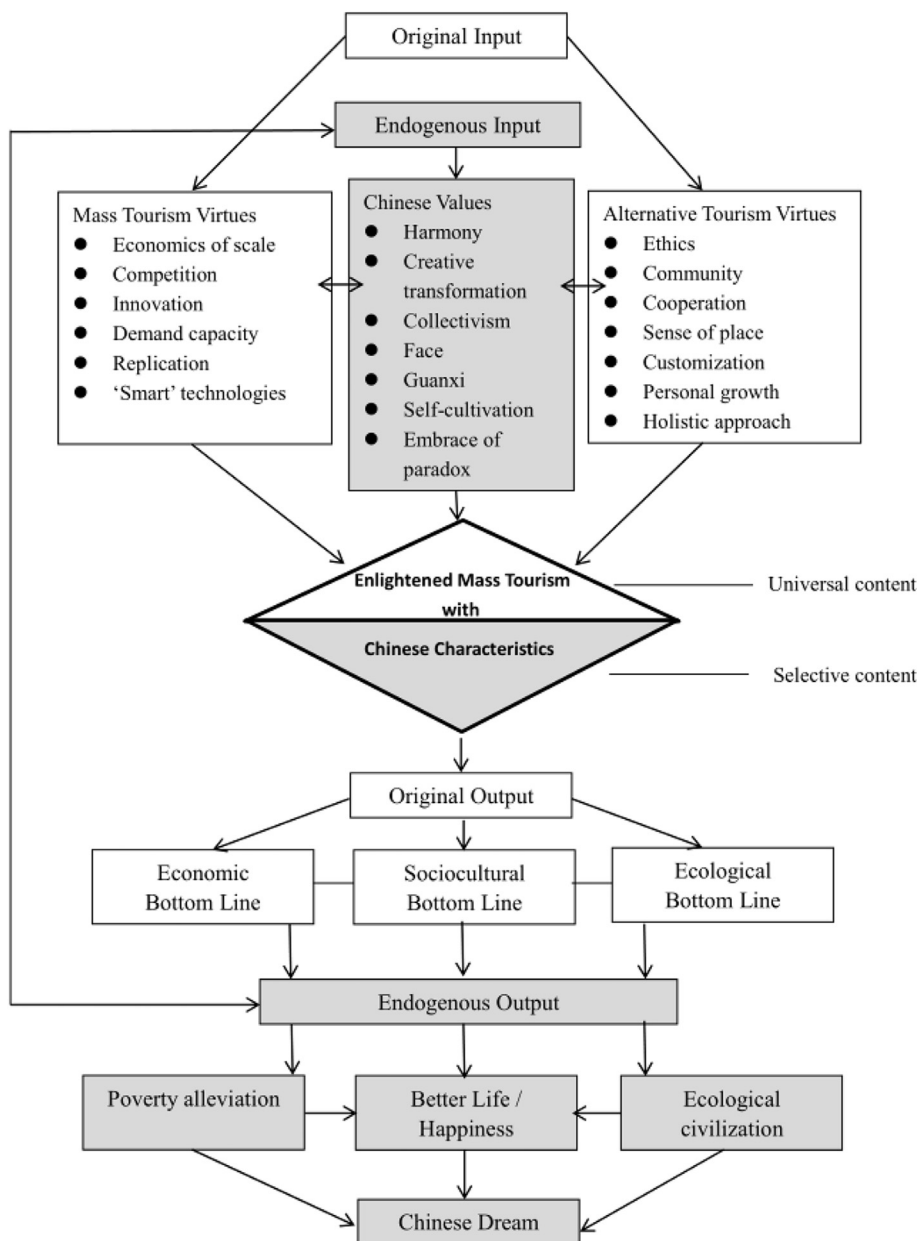 Original Input
Endogenous Input
Mass Tourism Virtues
● Economics of scale
● Competition
● Innovation
● Demand capacity
● Replication
● ‘Smart’ technologies
Chinese Values
● Harmony
● Creative
transformation
● Collectivism
● Face
● Guanxi
● Self-cultivation
● Embrace of
paradox
Alternative Tourism Virtues
● Ethics
● Community
● Cooperation
● Sense of place
● Customization
● Personal growth
● Holistic approach
Enlightened Mass Tourism
with
Chinese Characteristics
Universal content
Selective content
Original Output
Economic
Bottom Line
Sociocultural
Bottom Line
Ecological
Bottom Line
Endogenous Output
Poverty alleviation
Better Life /
Happiness
Ecological
civilization
Chinese Dream